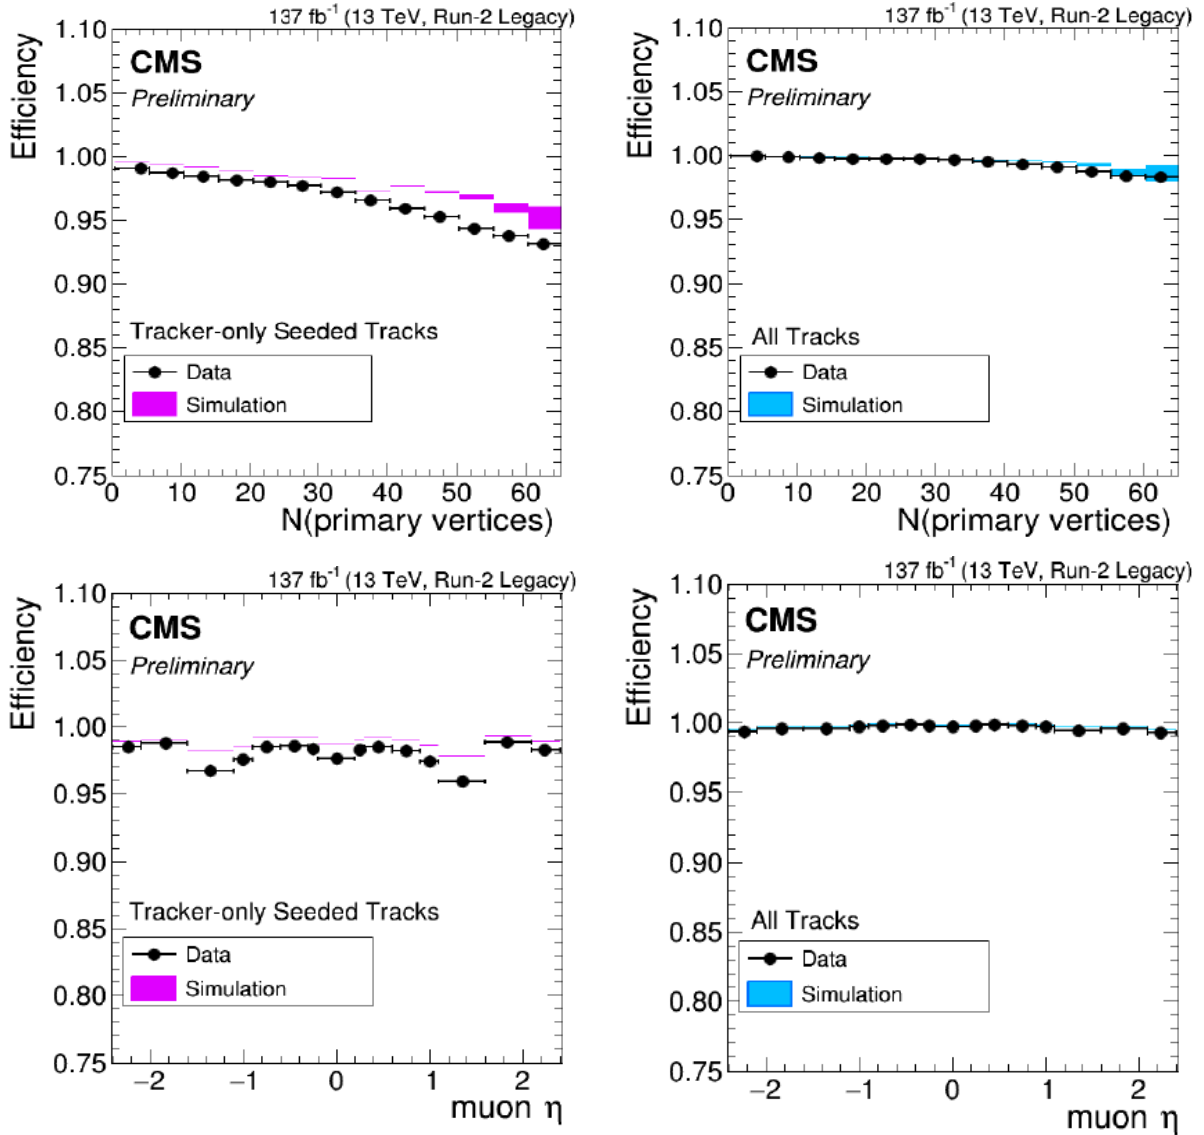 137 fb⁻¹ (13 TeV, Run-2 Legacy)
Efficiency
1.10
1.05
1.00
0.95
0.90
0.85
0.80
0.75
CMS
Preliminary
Tracker-only Seeded Tracks
Data
Simulation
0 10 20 30 40 50 60
N(primary vertices)
137 fb⁻¹ (13 TeV, Run-2 Legacy)
Efficiency
1.10
1.05
1.00
0.95
0.90
0.85
0.80
0.75
CMS
Preliminary
All Tracks
Data
Simulation
0 10 20 30 40 50 60
N(primary vertices)
137 fb⁻¹ (13 TeV, Run-2 Legacy)
Efficiency
1.10
1.05
1.00
0.95
0.90
0.85
0.80
0.75
CMS
Preliminary
Tracker-only Seeded Tracks
Data
Simulation
−2 −1 0 1 2
muon η
137 fb⁻¹ (13 TeV, Run-2 Legacy)
Efficiency
1.10
1.05
1.00
0.95
0.90
0.85
0.80
0.75
CMS
Preliminary
All Tracks
Data
Simulation
−2 −1 0 1 2
muon η